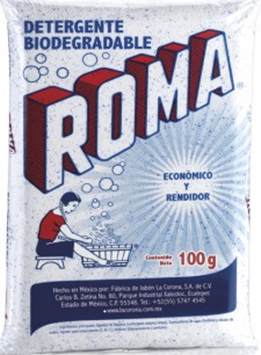 DETERGENTE
BIODEGRADABLE
ROMA®
ECONÓMICO
Y
RENDIDOR
Contenido
Neto 100 g
Hecho en México por: Fábrica de Jabón La Corona, S.A. de C.V.
Carlos B. Zetina No. 80, Parque Industrial Xalostoc, Ecatepec
Estado de México, C.P. 55348. Tel.: +52(55) 5747 4545
www.lacorona.com.mx